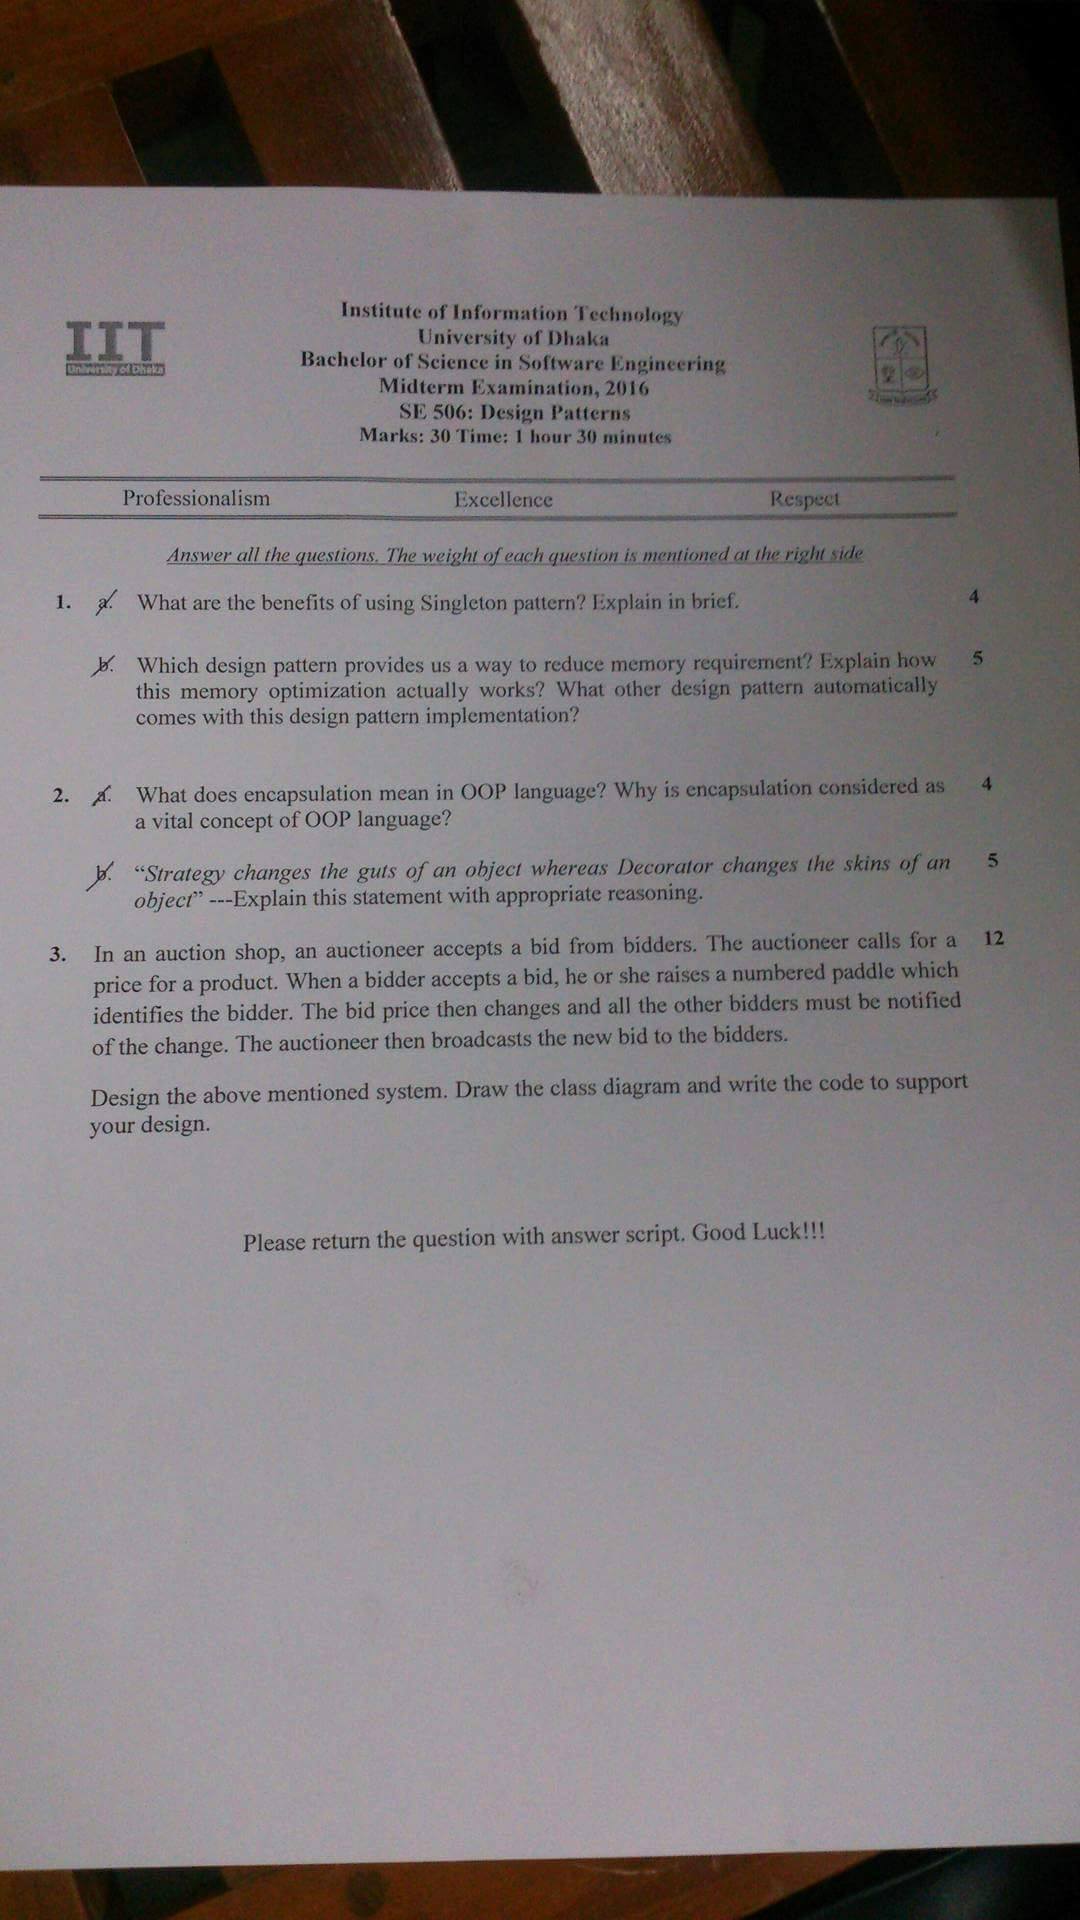 IIT
University of Dhaka
Institute of Information Technology
University of Dhaka
Bachelor of Science in Software Engineering
Midterm Examination, 2016
SE 506: Design Patterns
Marks: 30 Time: 1 hour 30 minutes
Professionalism Excellence Respect
Answer all the questions. The weight of each question is mentioned at the right side
1. a. What are the benefits of using Singleton pattern? Explain in brief. 4
b. Which design pattern provides us a way to reduce memory requirement? Explain how 5
this memory optimization actually works? What other design pattern automatically
comes with this design pattern implementation?
2. a. What does encapsulation mean in OOP language? Why is encapsulation considered as 4
a vital concept of OOP language?
b. “Strategy changes the guts of an object whereas Decorator changes the skins of an 5
object” ---Explain this statement with appropriate reasoning.
3. In an auction shop, an auctioneer accepts a bid from bidders. The auctioneer calls for a 12
price for a product. When a bidder accepts a bid, he or she raises a numbered paddle which
identifies the bidder. The bid price then changes and all the other bidders must be notified
of the change. The auctioneer then broadcasts the new bid to the bidders.
Design the above mentioned system. Draw the class diagram and write the code to support
your design.
Please return the question with answer script. Good Luck!!!